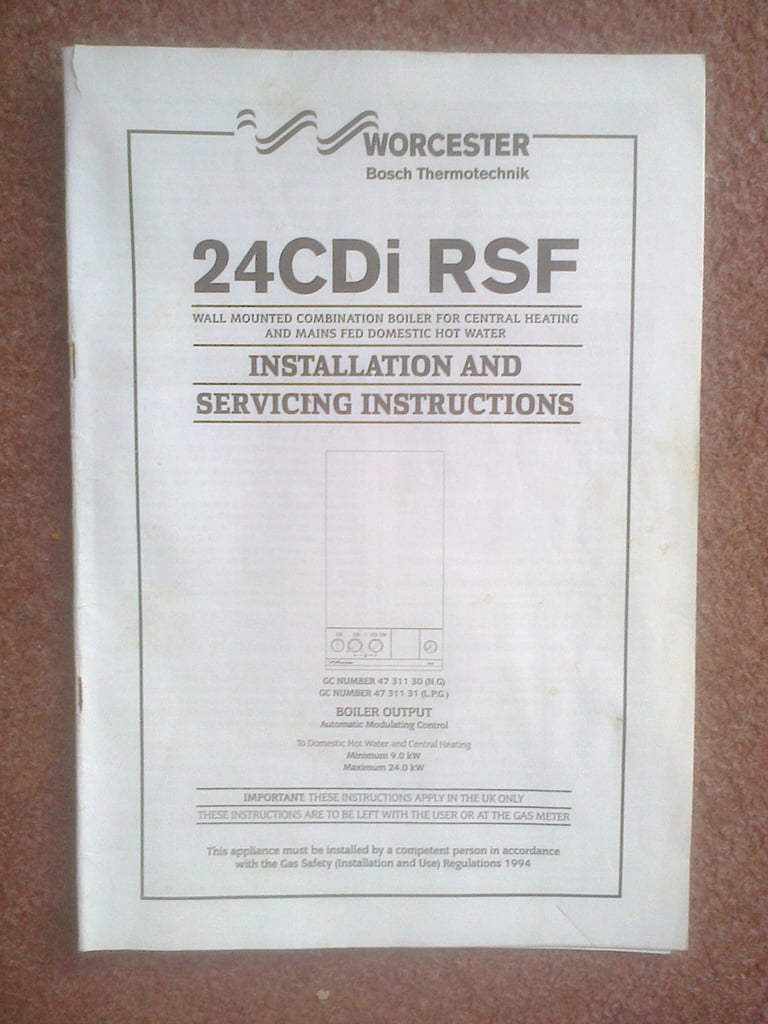 WORCESTER
Bosch Thermotechnik
24CDi RSF
WALL MOUNTED COMBINATION BOILER FOR CENTRAL HEATING
AND MAINS FED DOMESTIC HOT WATER
INSTALLATION AND
SERVICING INSTRUCTIONS
GC NUMBER 47 311 30 (N.G)
GC NUMBER 47 311 31 (L.P.G.)
BOILER OUTPUT
Automatic Modulating Control
To Domestic Hot Water and Central Heating
Minimum 9.0 kW
Maximum 24.0 kW
IMPORTANT: THESE INSTRUCTIONS APPLY IN THE UK ONLY
THESE INSTRUCTIONS ARE TO BE LEFT WITH THE USER OR AT THE GAS METER
This appliance must be installed by a competent person in accordance
with the Gas Safety (Installation and Use) Regulations 1994